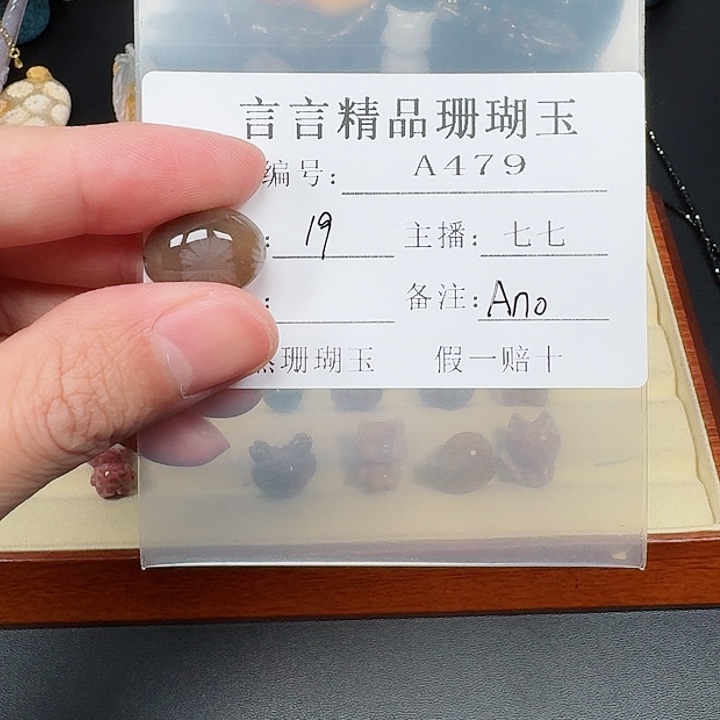 言言精品珊瑚玉
编号: A479
: 19 主播: 七七
: 备注: Ano
珊瑚玉 假一赔十